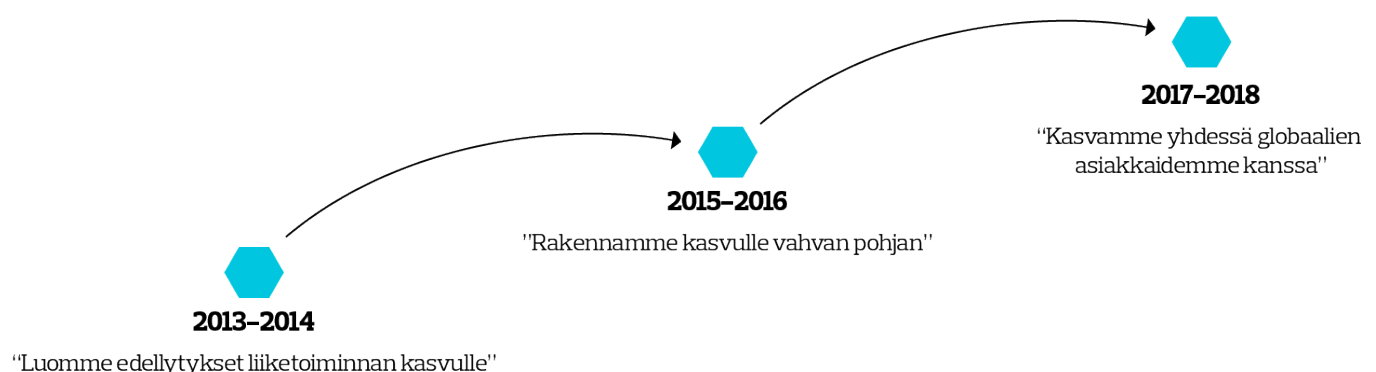 2013–2014
“Luomme edellytykset liiketoiminnan kasvulle”
2015–2016
”Rakennamme kasvulle vahvan pohjan”
2017–2018
“Kasvamme yhdessä globaalien
asiakkaidemme kanssa”